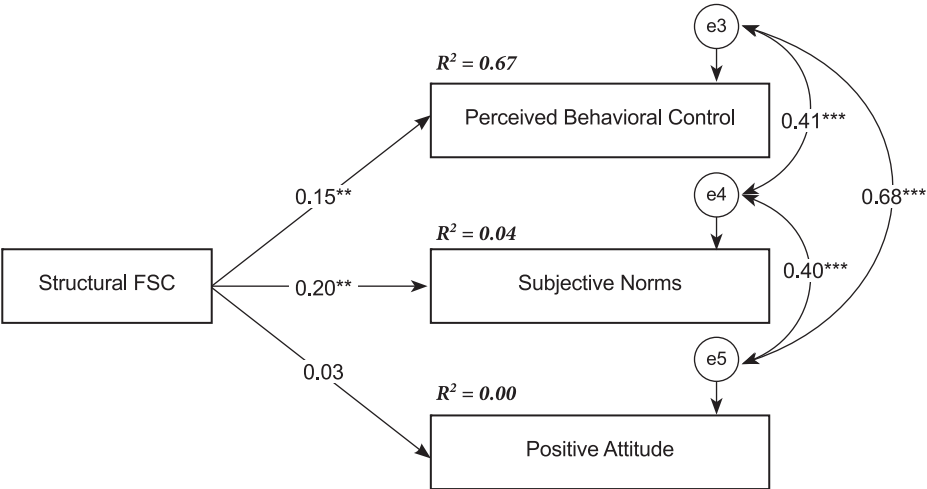 e3
R² = 0.67
Perceived Behavioral Control
0.41***
0.15**
e4
0.68***
R² = 0.04
Structural FSC
0.20**
Subjective Norms
0.40***
e5
0.03
R² = 0.00
Positive Attitude